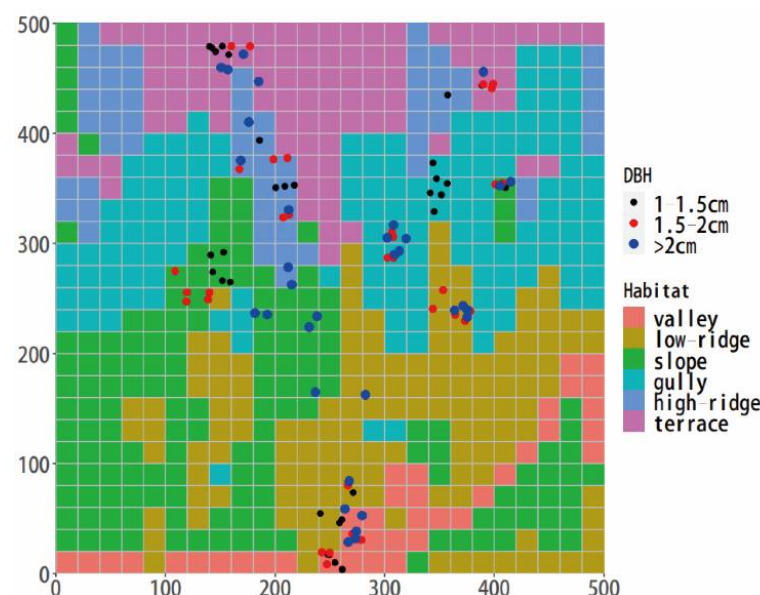 500
400
300
200
100
0
0 100 200 300 400 500
DBH
1-1.5cm
1.5-2cm
>2cm
Habitat
valley
low-ridge
slope
gully
high-ridge
terrace